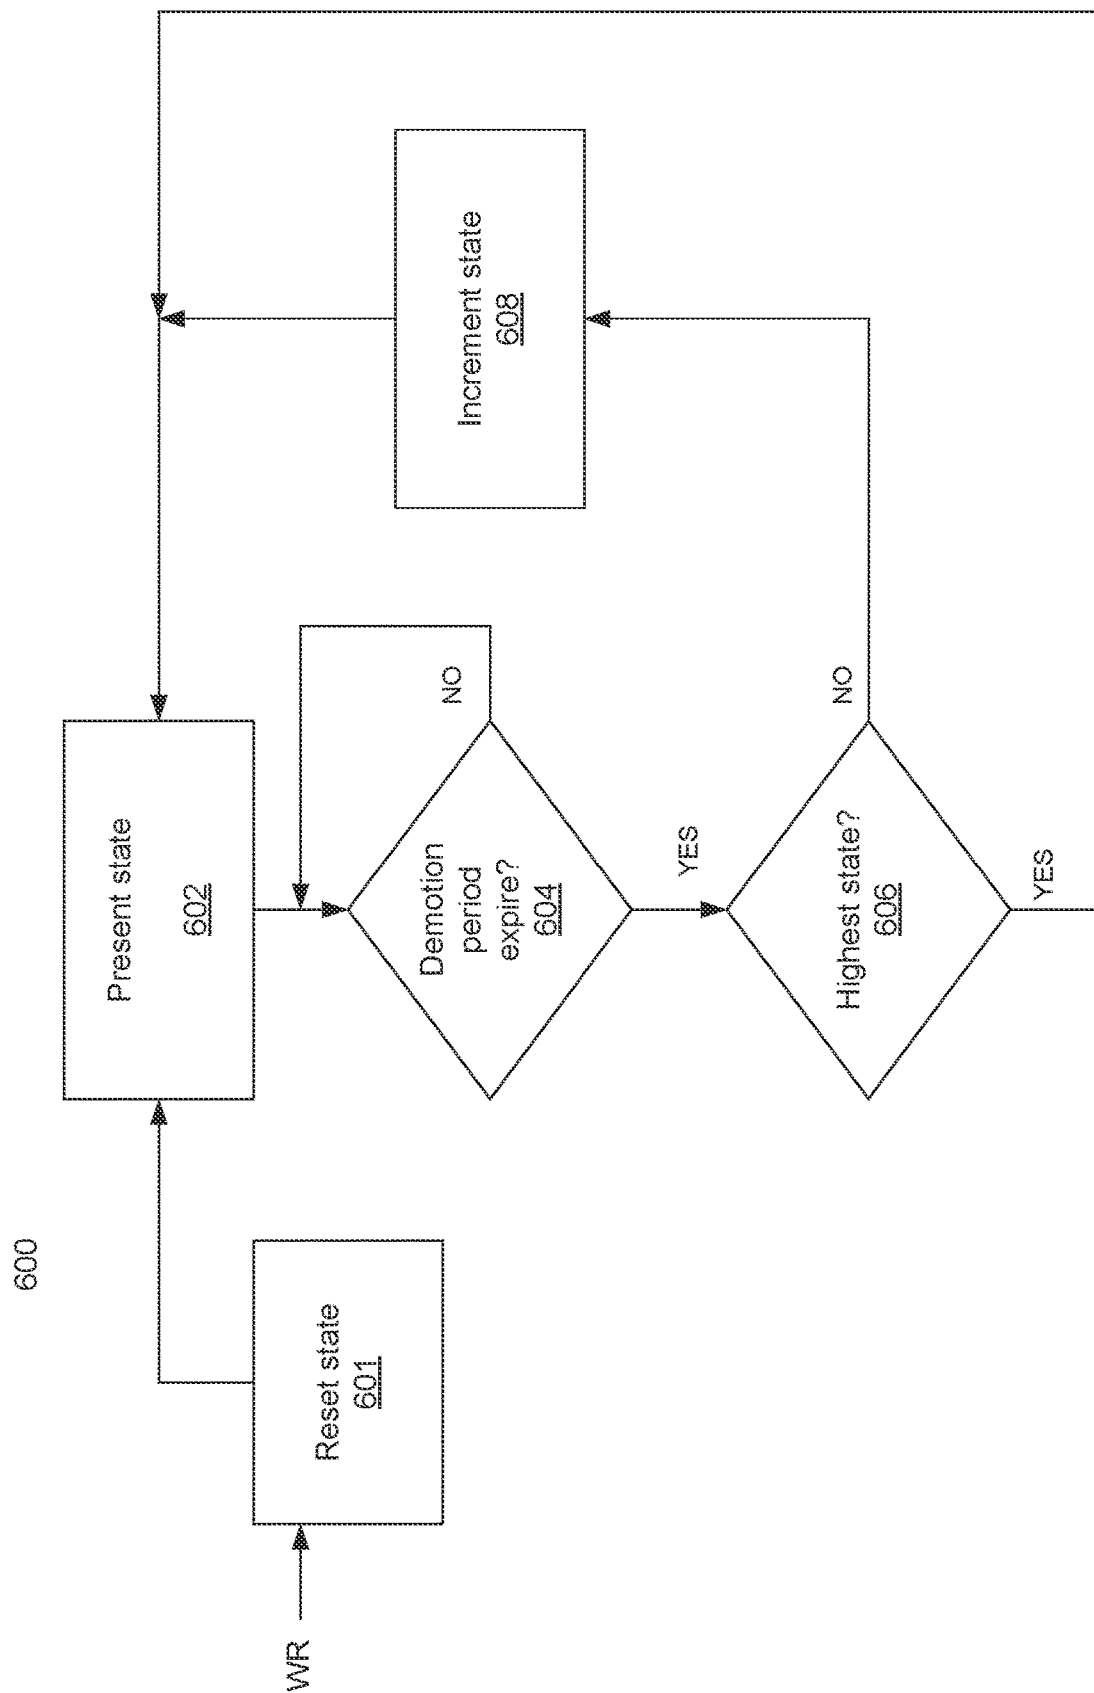 600
WR
Reset state
601
Present state
602
Demotion
period
expire?
604
NO
YES
Highest state?
606
NO
YES
Increment state
608